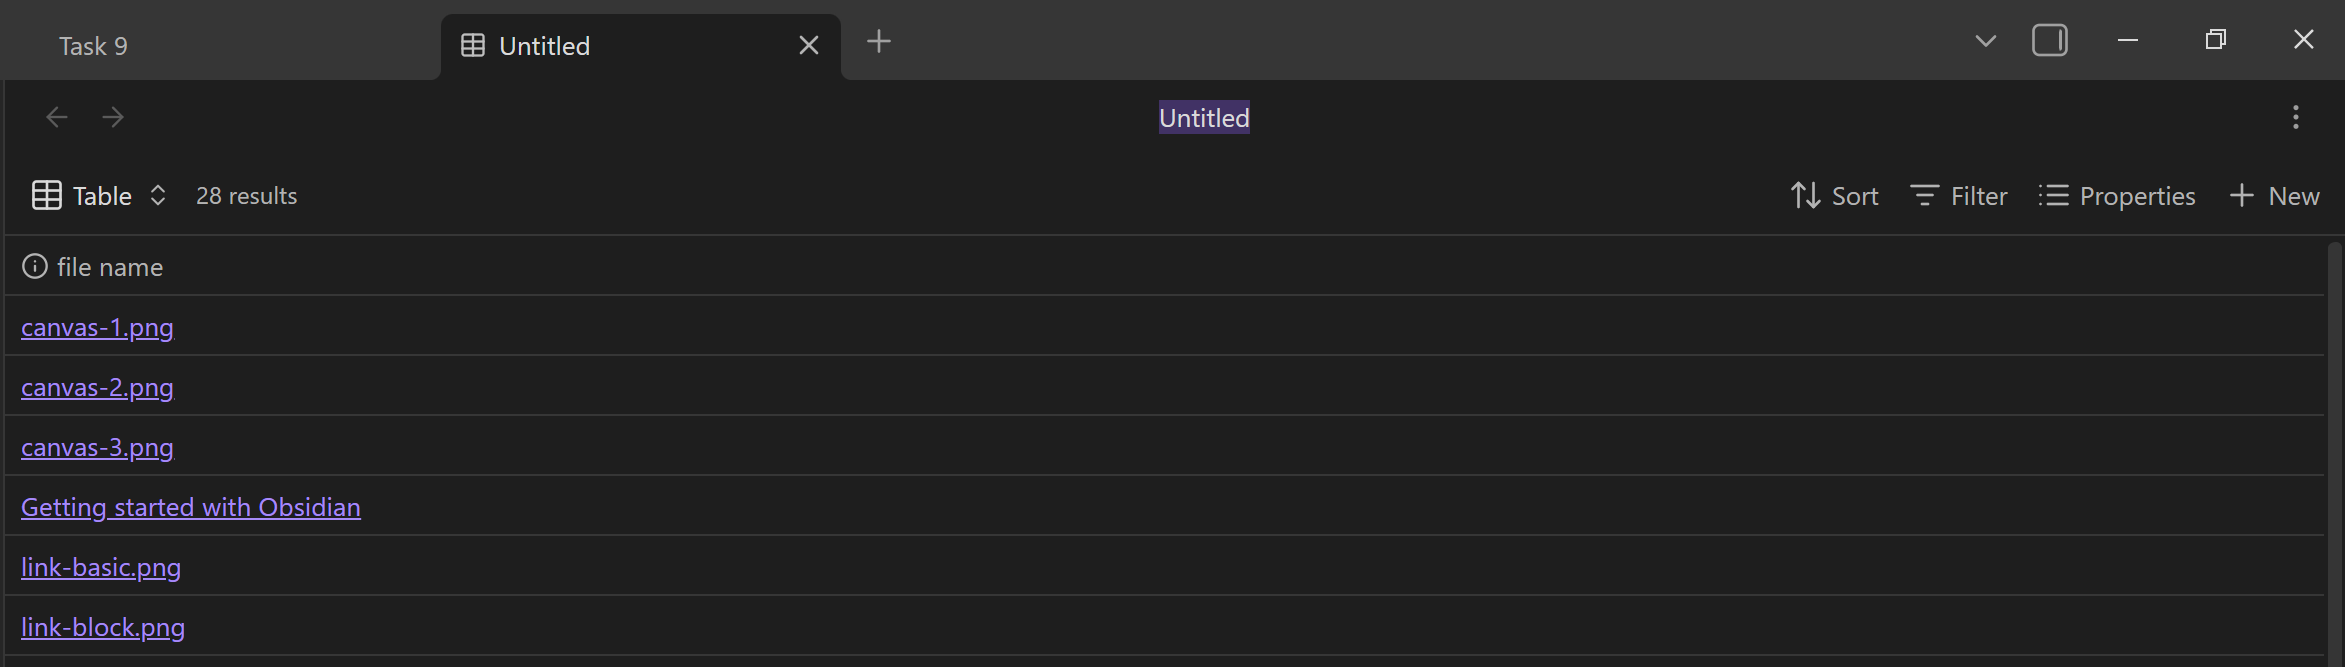 Task 9
Untitled
Untitled
Table
28 results
Sort
Filter
Properties
New
file name
canvas-1.png
canvas-2.png
canvas-3.png
Getting started with Obsidian
link-basic.png
link-block.png